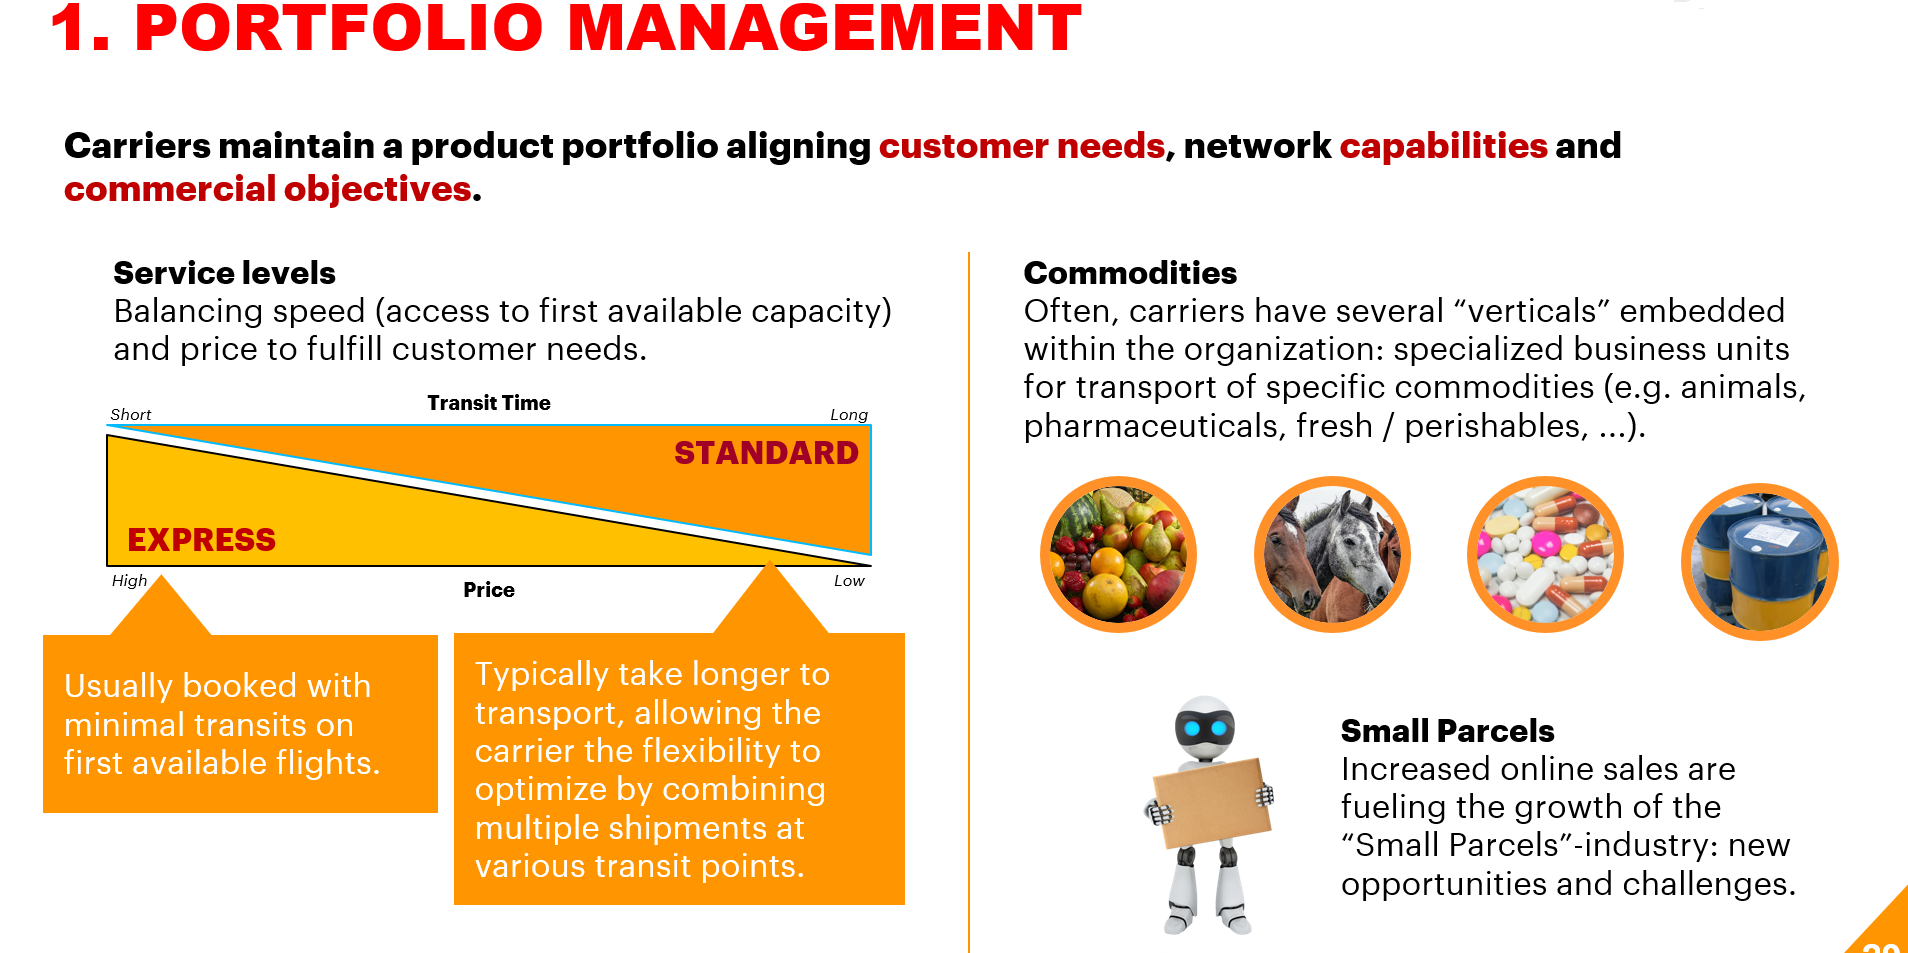 1. PORTFOLIO MANAGEMENT
Carriers maintain a product portfolio aligning customer needs, network capabilities and
commercial objectives.
Service levels
Balancing speed (access to first available capacity)
and price to fulfill customer needs.
Transit Time
Short
Long
STANDARD
EXPRESS
High
Price
Low
Usually booked with
minimal transits on
first available flights.
Typically take longer to
transport, allowing the
carrier the flexibility to
optimize by combining
multiple shipments at
various transit points.
Commodities
Often, carriers have several “verticals” embedded
within the organization: specialized business units
for transport of specific commodities (e.g. animals,
pharmaceuticals, fresh / perishables, ...).
Small Parcels
Increased online sales are
fueling the growth of the
“Small Parcels”-industry: new
opportunities and challenges.